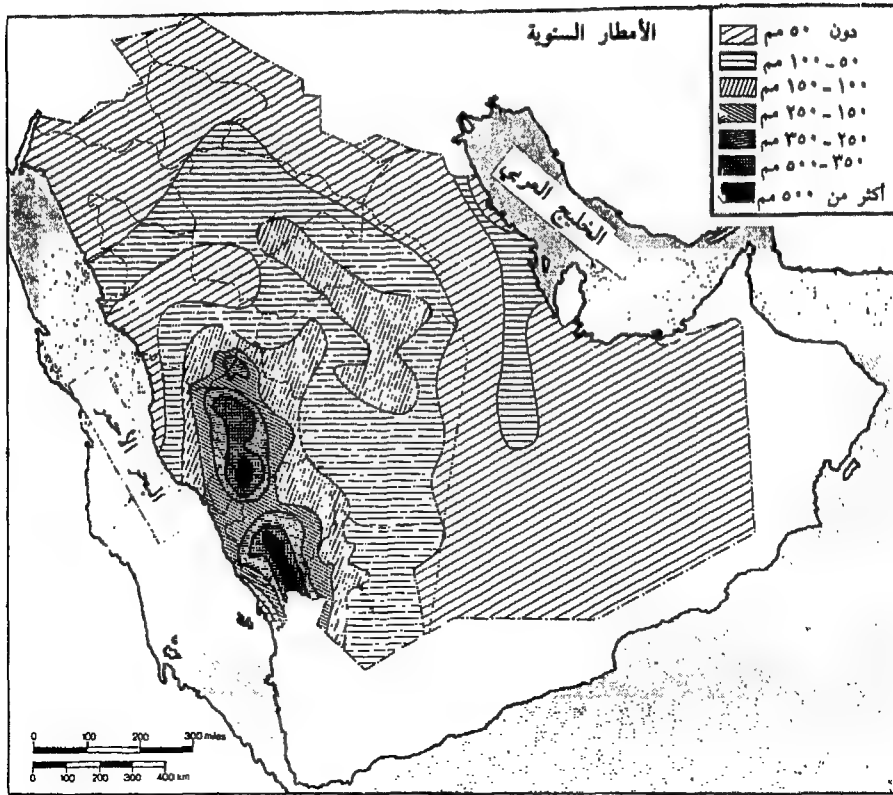 الأمطار السنوية
دون ٥٠ مم
٥٠-١٠٠ مم
١٠٠-١٥٠ مم
١٥٠-٢٥٠ مم
٢٥٠-٣٥٠ مم
٣٥٠-٥٠٠ مم
أكثر من ٥٠٠ مم
الخليج العربي
البحر الأحمر
0 100 200 300 miles
0 100 200 300 400 km